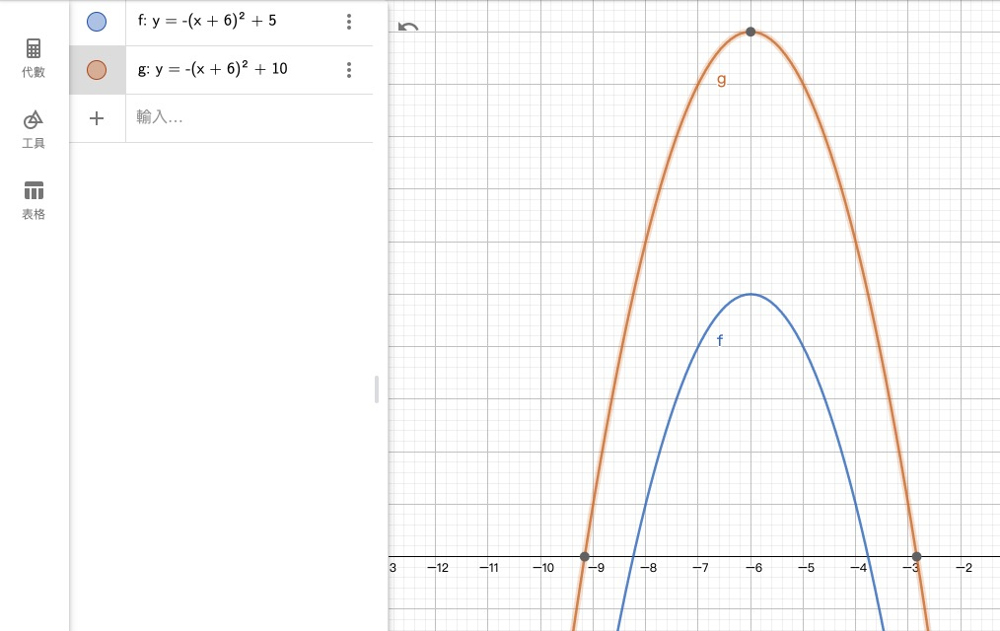 代數
工具
表格
f: y = -(x + 6)² + 5
g: y = -(x + 6)² + 10
輸入…
g
f
3 −12 −11 −10 −9 −8 −7 −6 −5 −4 −3 −2